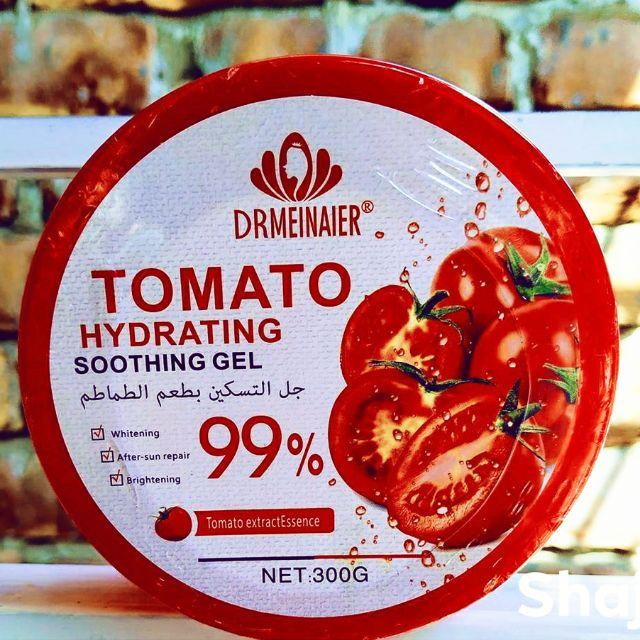 DRMEINAIER®
TOMATO
HYDRATING
SOOTHING GEL
جل التسكين بطعم الطماطم
Whitening
After-sun repair
Brightening
99%
Tomato extractEssence
NET:300G